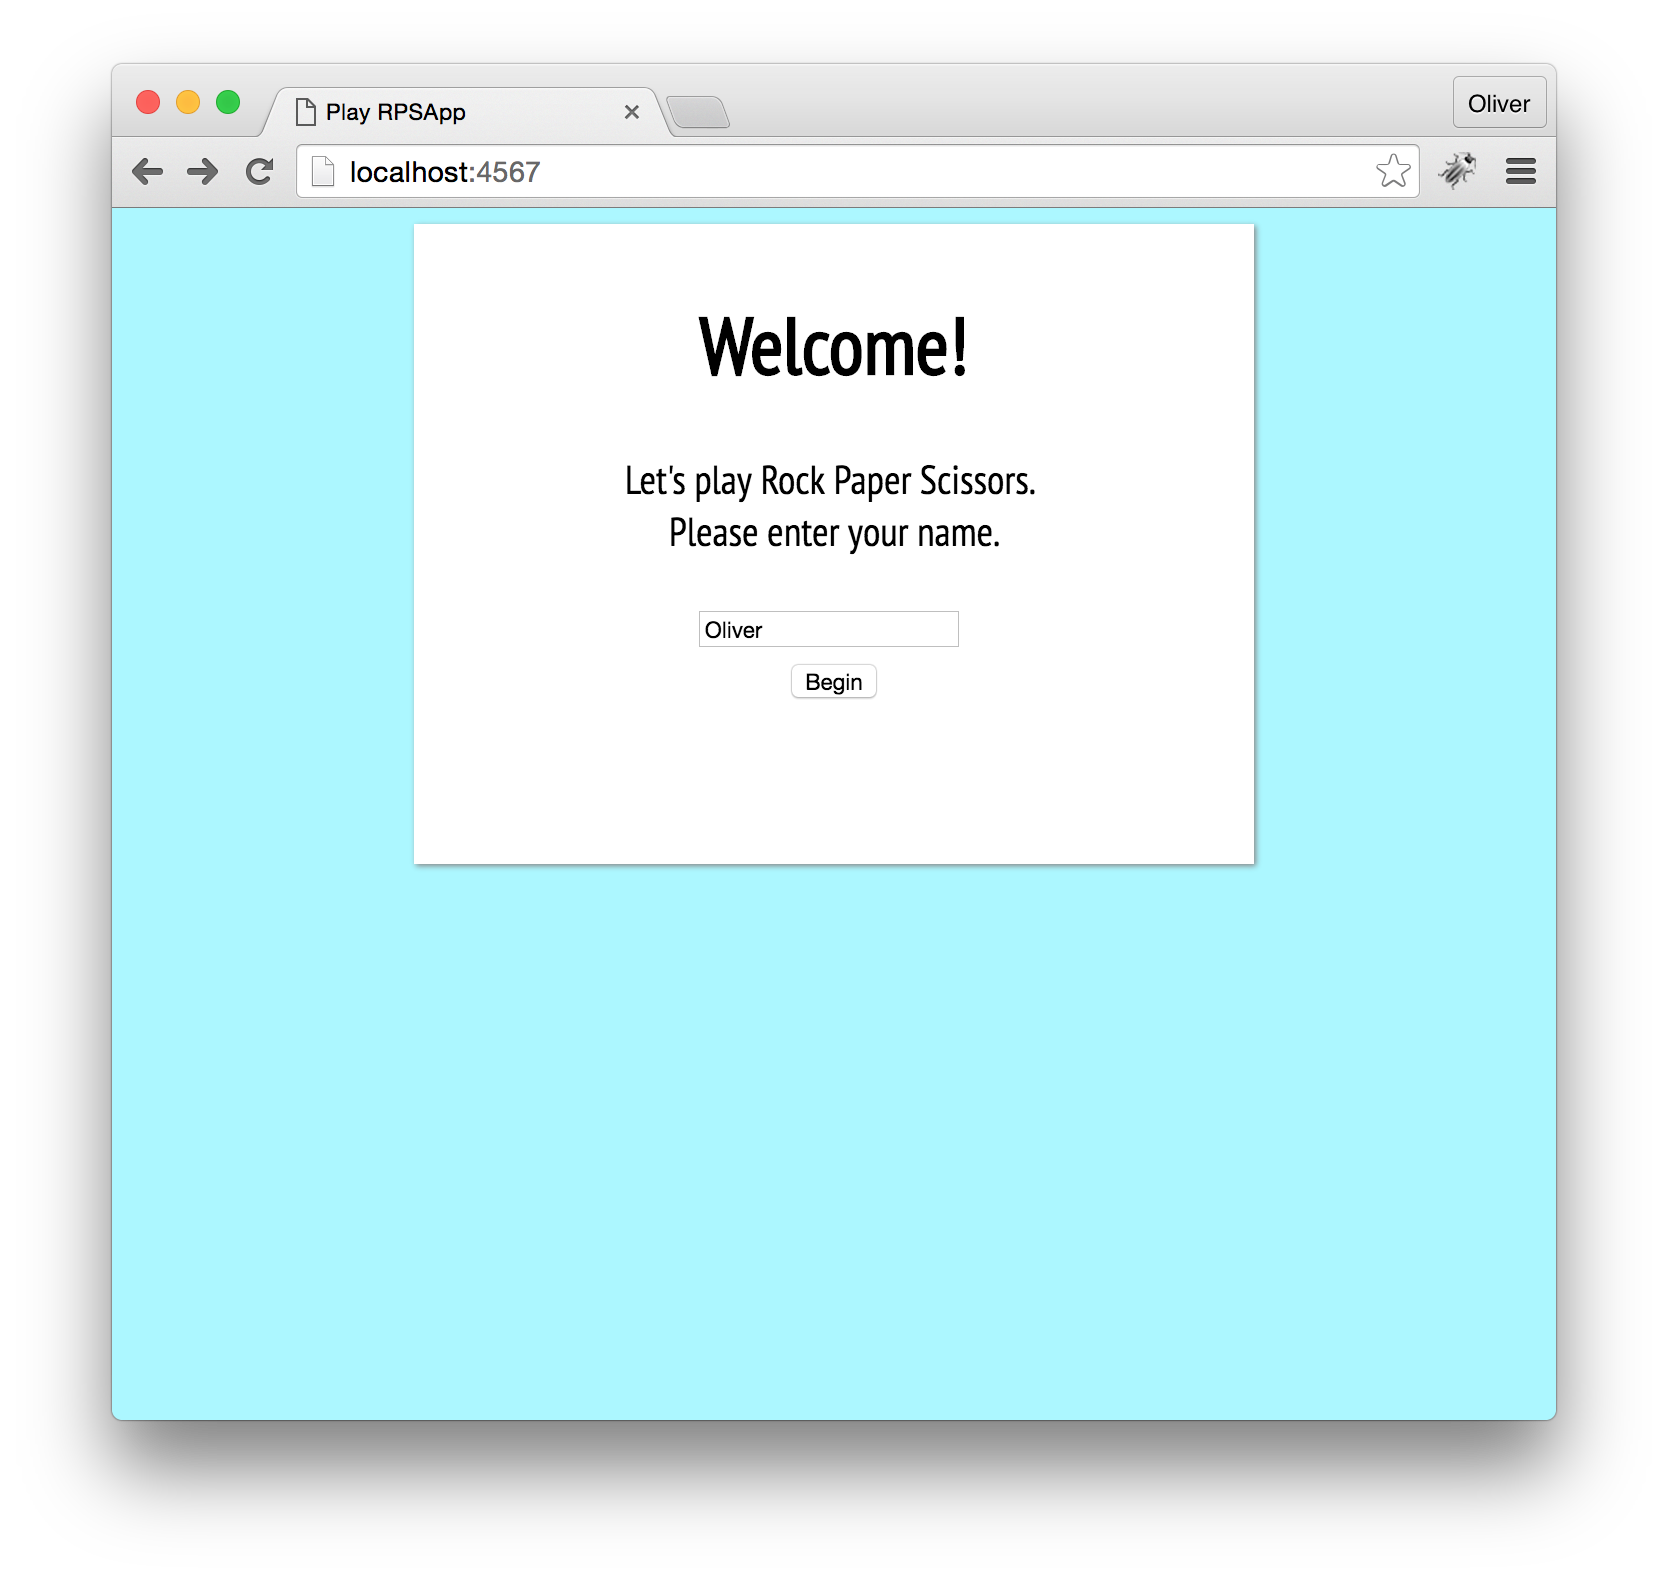 Play RPSApp
Oliver
localhost:4567
Welcome!
Let's play Rock Paper Scissors.
Please enter your name.
Oliver
Begin